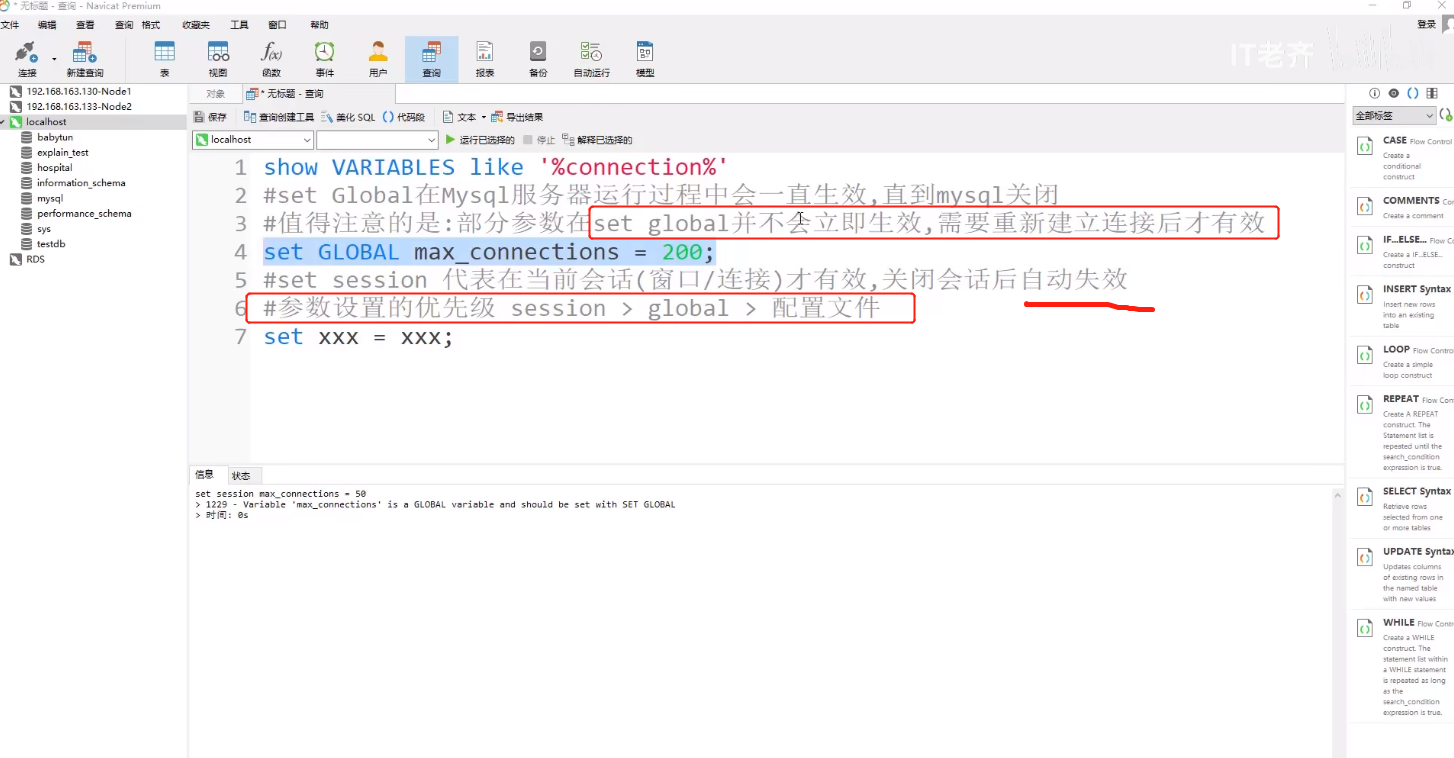 * 无标题 - 查询 - Navicat Premium
文件 编辑 查看 查询 格式 收藏夹 工具 窗口 帮助
登录
连接 新建查询 表 视图 函数 事件 用户 查询 报表 备份 自动运行 模型
IT老齐
192.168.163.130-Node1
192.168.163.133-Node2
localhost
babytun
explain_test
hospital
information_schema
mysql
performance_schema
sys
testdb
RDS
对象 * 无标题 - 查询
保存 查询创建工具 美化 SQL () 代码段 文本 导出结果
localhost 运行已选择的 停止 解释已选择的
1 show VARIABLES like '%connection%'
2 #set Global在Mysql服务器运行过程中会一直生效,直到mysql关闭
3 #值得注意的是:部分参数在set global并不会立即生效,需要重新建立连接后才有效
4 set GLOBAL max_connections = 200;
5 #set session 代表在当前会话(窗口/连接)才有效,关闭会话后自动失效
6 #参数设置的优先级 session > global > 配置文件
7 set xxx = xxx;
信息 状态
set session max_connections = 50
> 1229 - Variable 'max_connections' is a GLOBAL variable and should be set with SET GLOBAL
> 时间: 0s
全部标签
CASE Flow Control
Create a
conditional
construct
COMMENTS Co
Create a comment
IF...ELSE... Flow Co
Create a IF...ELSE
construct
INSERT Syntax
Insert new rows
into an existing
table
LOOP Flow Contro
Create a simple
loop construct
REPEAT Flow Con
Create A REPEAT
construct. The
Statement list is
repeated until the
search_condition
expression is true.
SELECT Syntax
Retrieve rows
selected from one
or more tables
UPDATE Syntax
Updates columns
of existing rows in
the named table
with new values
WHILE Flow Contr
Create a WHILE
construct. The
statement list within
a WHILE statement
is repeated as long
as the
search_condition
expression is true.